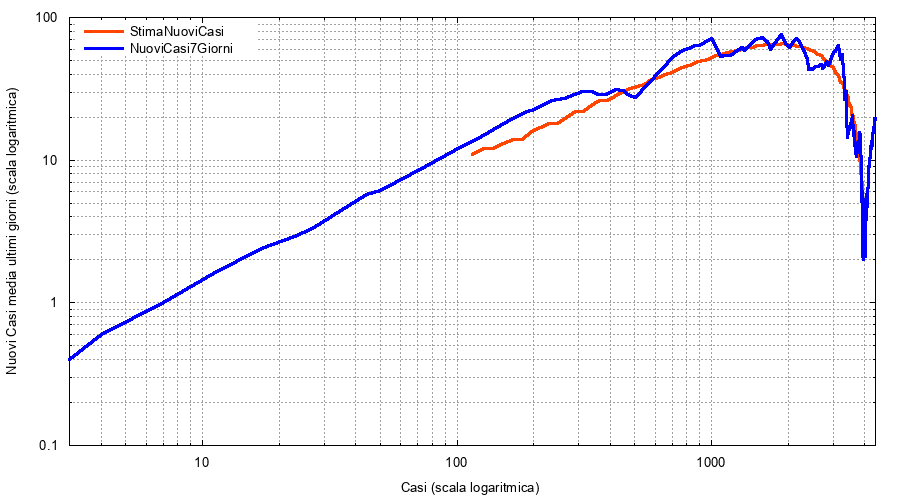 100
10
1
0.1
Nuovi Casi media ultimi giorni (scala logaritmica)
StimaNuoviCasi
NuoviCasi7Giorni
10
100
1000
Casi (scala logaritmica)